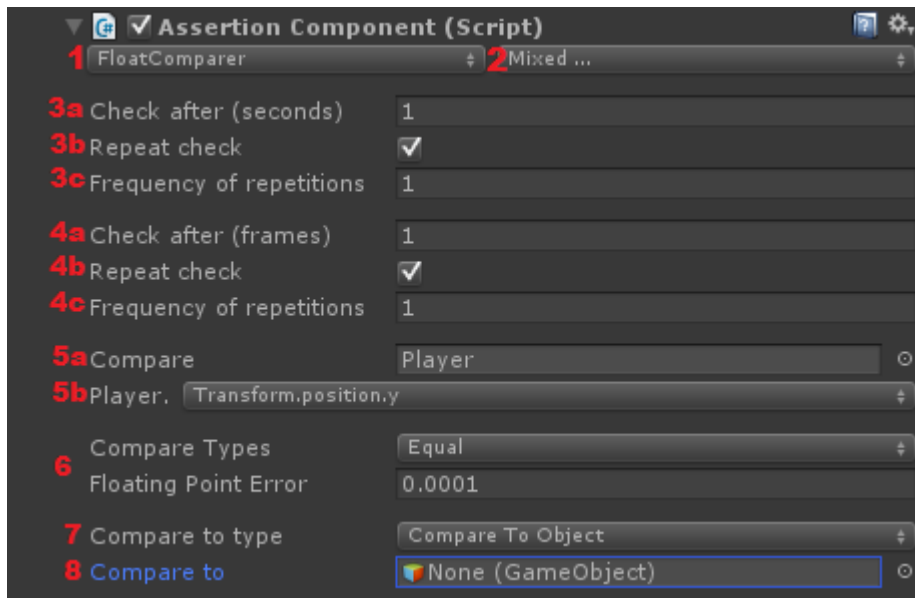 Assertion Component (Script)
1 FloatComparer 2 Mixed ...
3a Check after (seconds) 1
3b Repeat check
3c Frequency of repetitions 1
4a Check after (frames) 1
4b Repeat check
4c Frequency of repetitions 1
5a Compare Player
5b Player. Transform.position.y
Compare Types Equal
6
Floating Point Error 0.0001
7 Compare to type Compare To Object
8 Compare to None (GameObject)